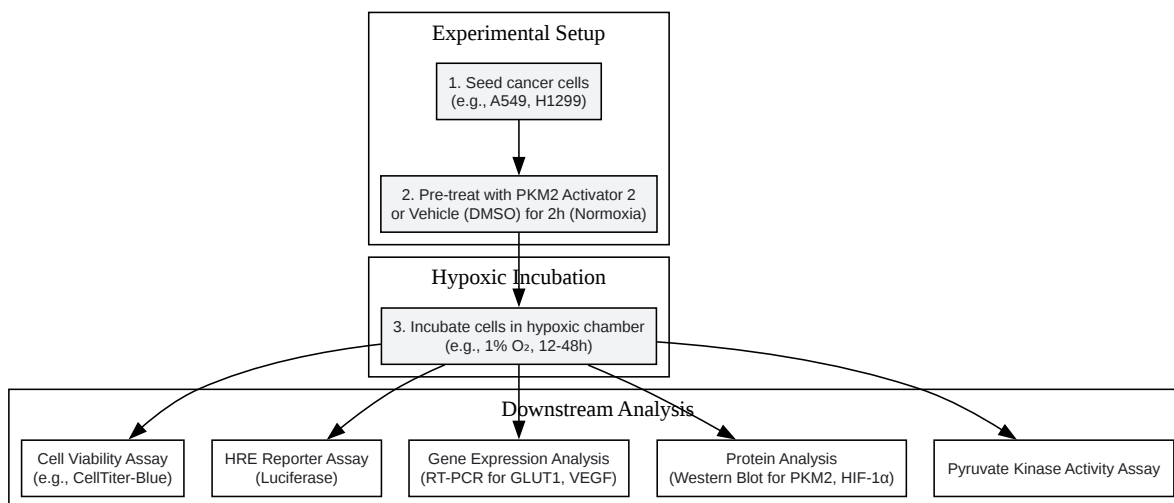 Experimental Setup
1. Seed cancer cells
(e.g., A549, H1299)
2. Pre-treat with PKM2 Activator 2
or Vehicle (DMSO) for 2h (Normoxia)
Hypoxic Incubation
3. Incubate cells in hypoxic chamber
(e.g., 1% O₂, 12-48h)
Downstream Analysis
Cell Viability Assay
(e.g., CellTiter-Blue)
HRE Reporter Assay
(Luciferase)
Gene Expression Analysis
(RT-PCR for GLUT1, VEGF)
Protein Analysis
(Western Blot for PKM2, HIF-1α)
Pyruvate Kinase Activity Assay